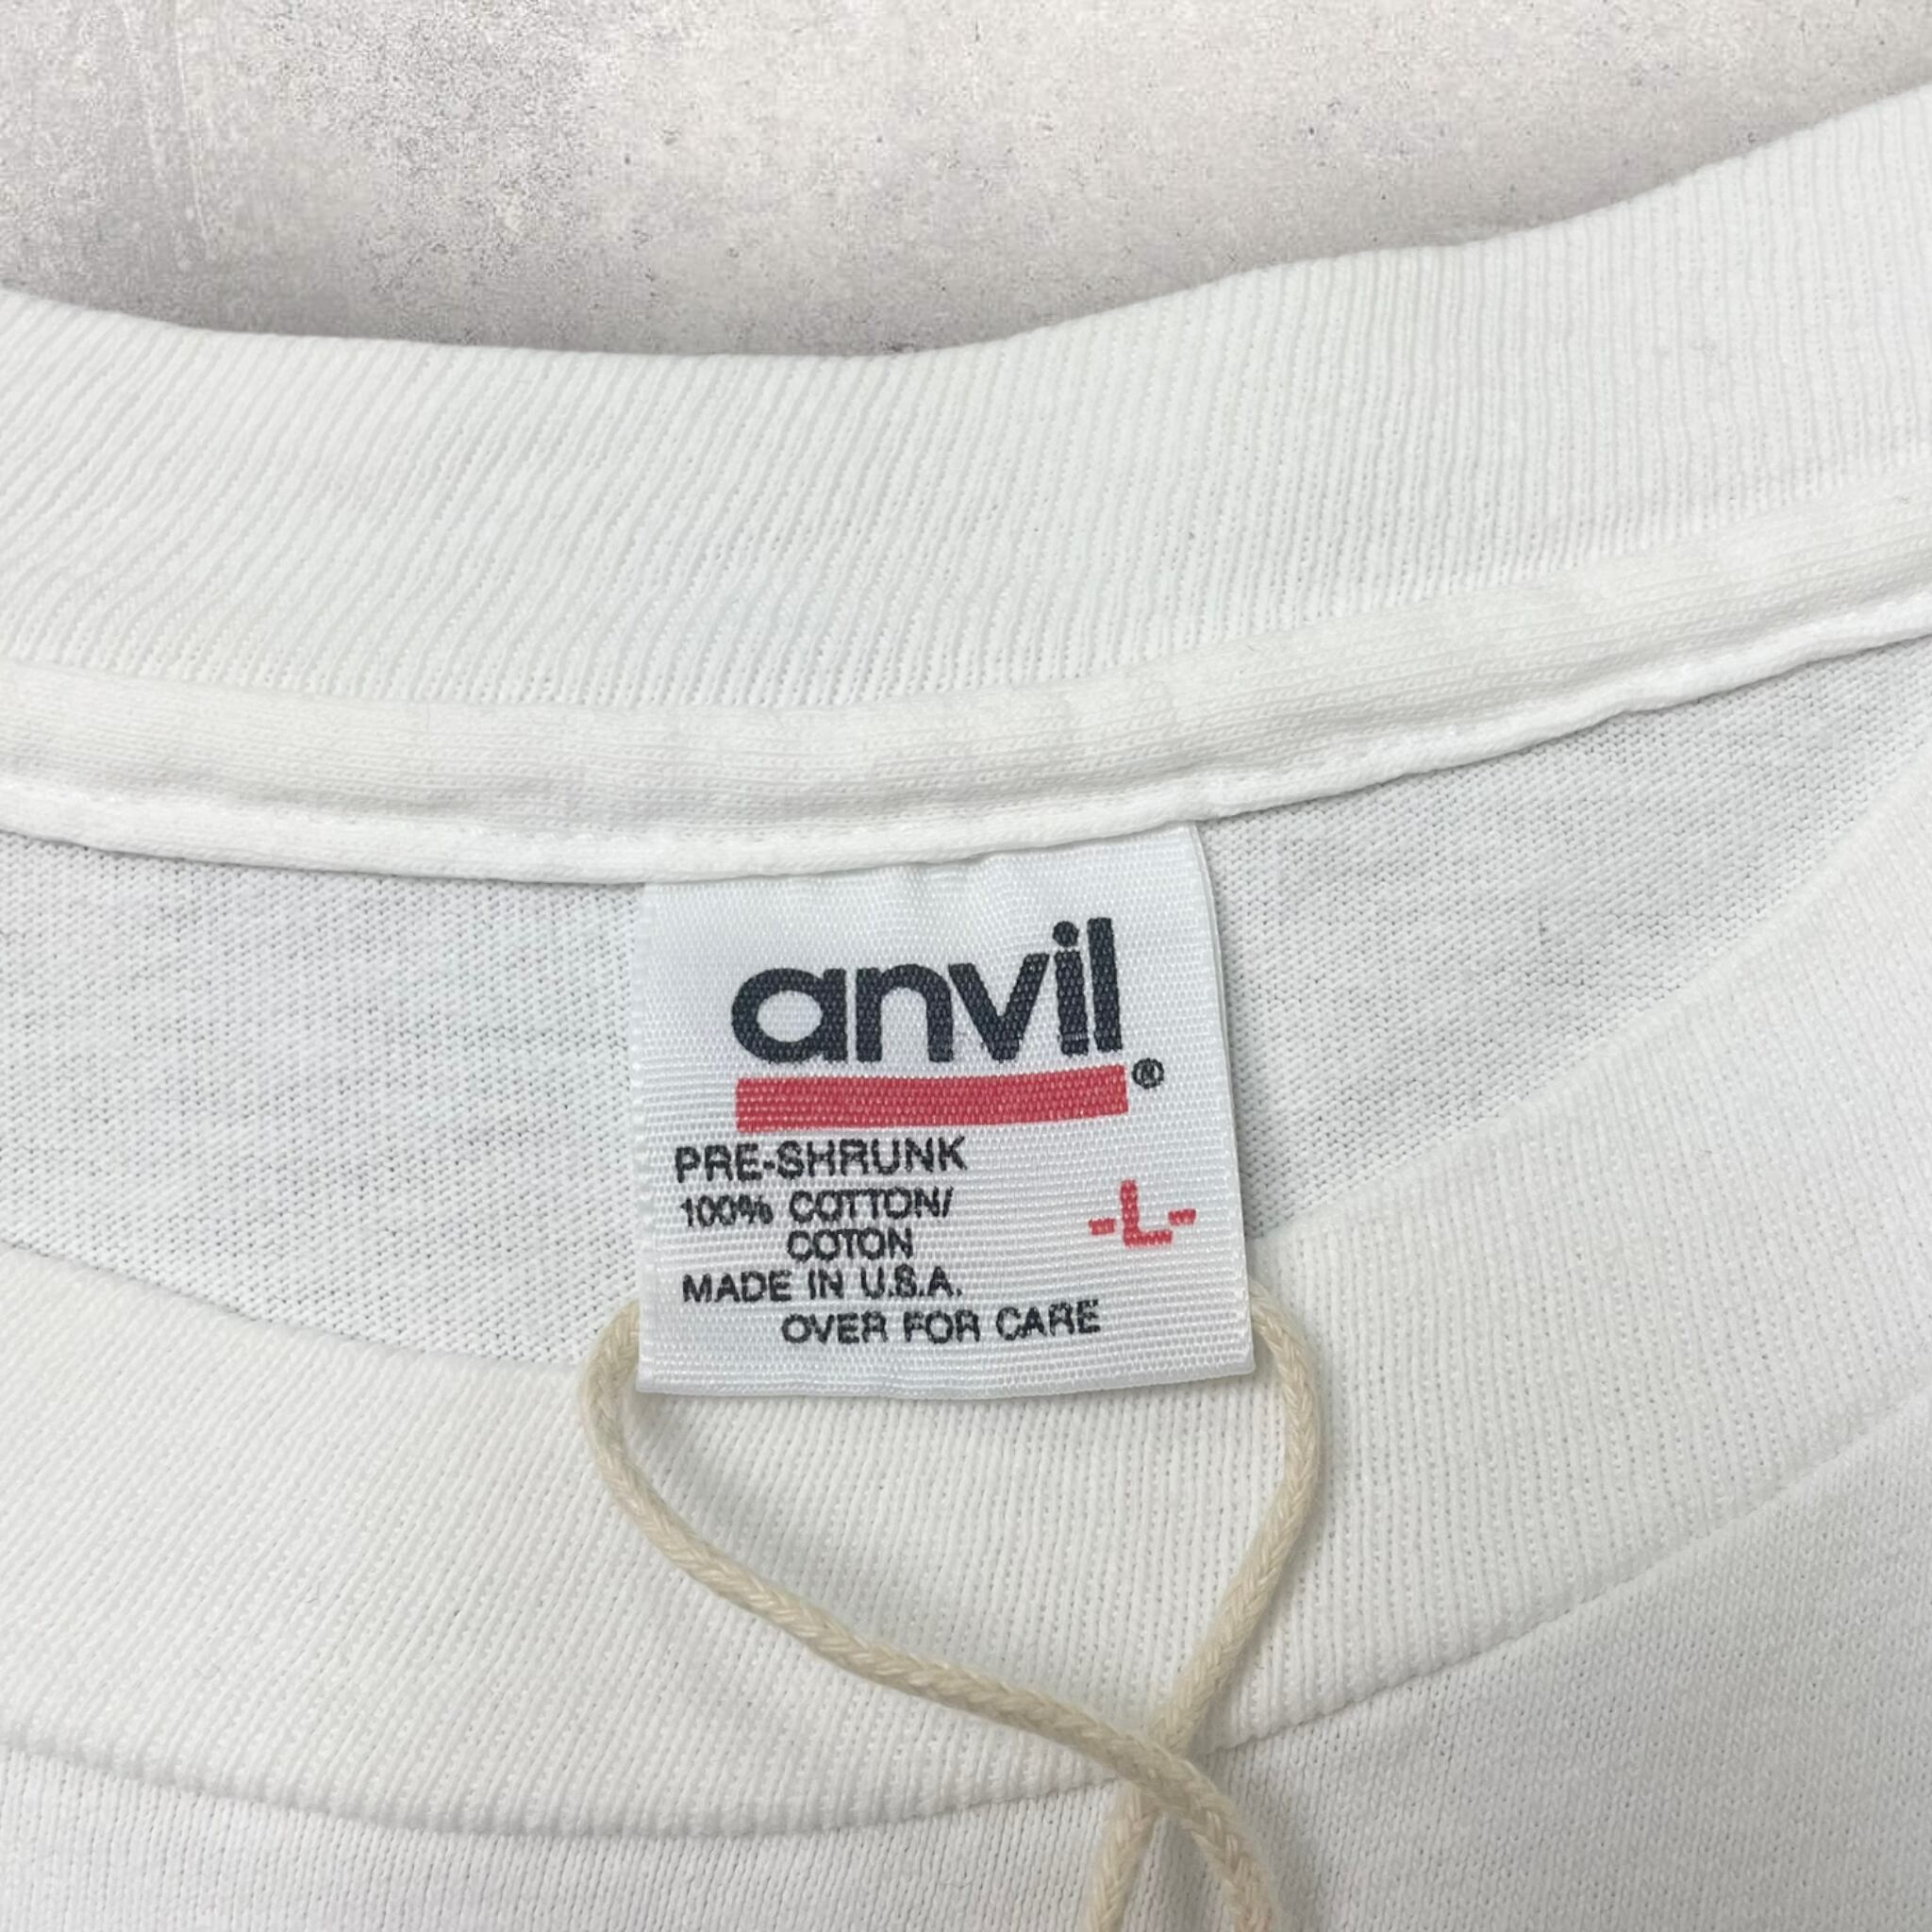 anvil®
PRE-SHRUNK
100% COTTON/
COTON
-L-
MADE IN U.S.A.
OVER FOR CARE